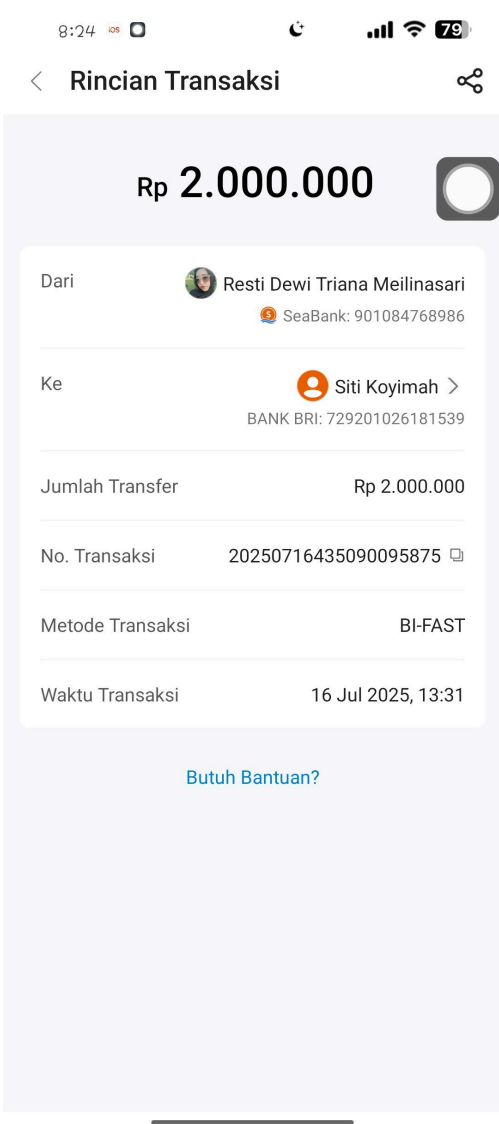 8:24 iOS 79
Rincian Transaksi
Rp 2.000.000
Dari Resti Dewi Triana Meilinasari
SeaBank: 901084768986
Ke Siti Koyimah
BANK BRI: 729201026181539
Jumlah Transfer Rp 2.000.000
No. Transaksi 20250716435090095875
Metode Transaksi BI-FAST
Waktu Transaksi 16 Jul 2025, 13:31
Butuh Bantuan?